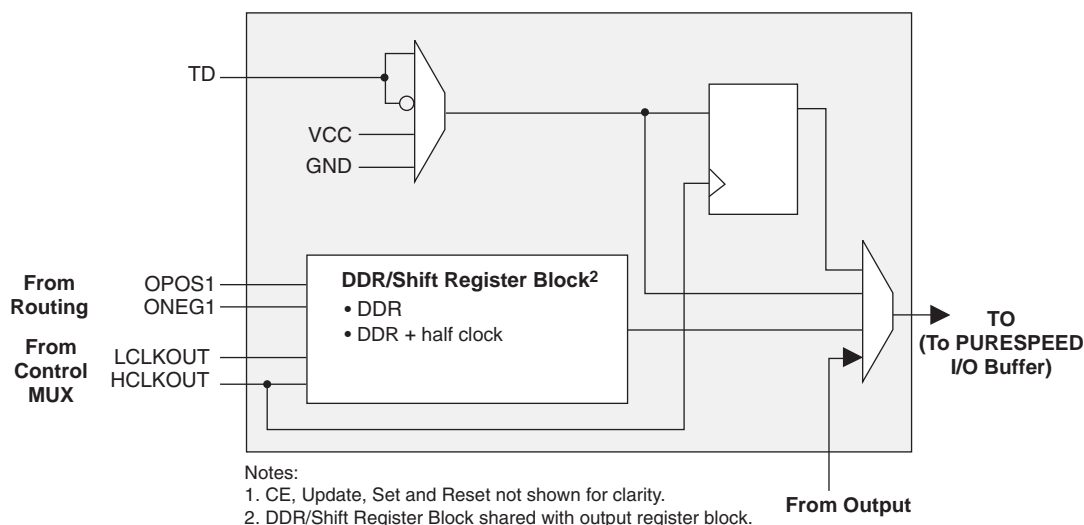 TD
VCC
GND
From
Routing
OPOS1
ONEG1
DDR/Shift Register Block2
• DDR
• DDR + half clock
From
Control
MUX
LCLKOUT
HCLKOUT
TO
(To PURESPEED
I/O Buffer)
From Output
Notes:
1. CE, Update, Set and Reset not shown for clarity.
2. DDR/Shift Register Block shared with output register block.